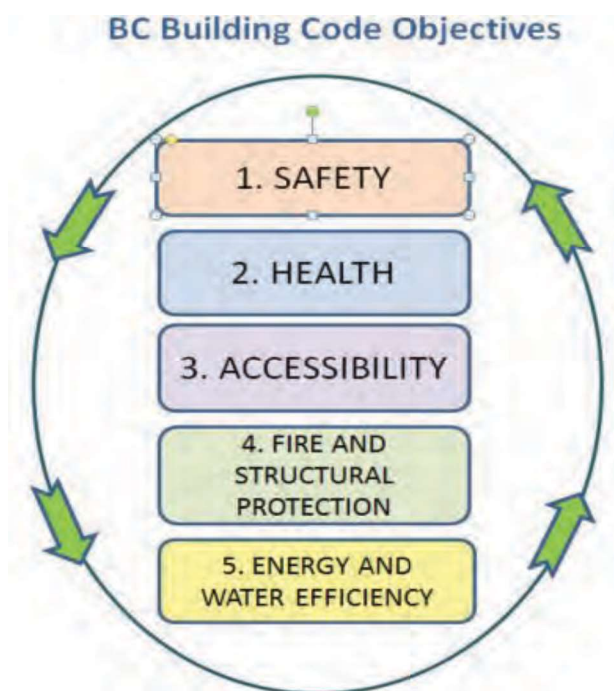 BC Building Code Objectives
1. SAFETY
2. HEALTH
3. ACCESSIBILITY
4. FIRE AND
STRUCTURAL
PROTECTION
5. ENERGY AND
WATER EFFICIENCY